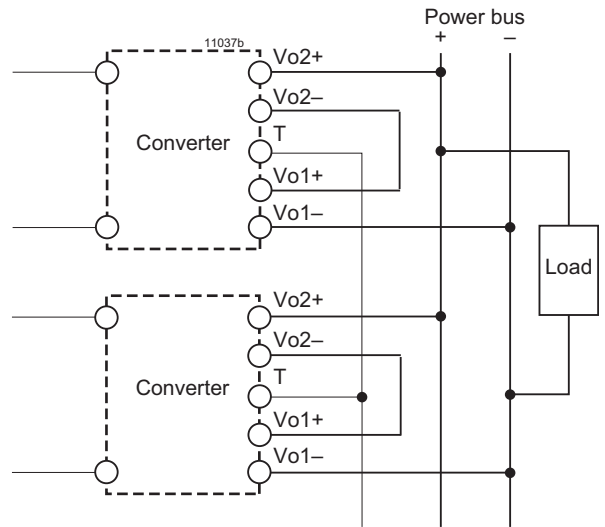 Power bus
+ –
11037b
Vo2+
Vo2–
T
Converter
Vo1+
Vo1–
Load
Vo2+
Vo2–
T
Converter
Vo1+
Vo1–